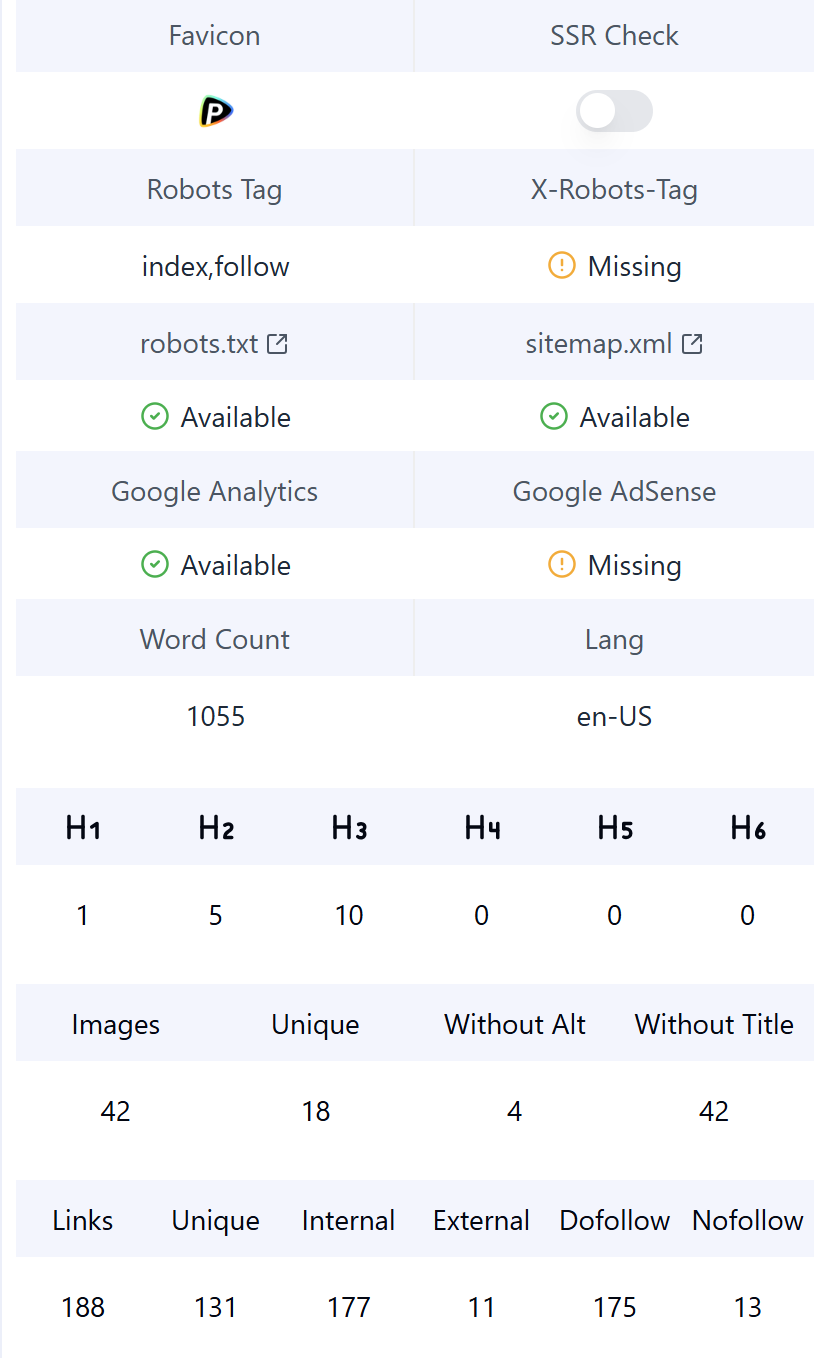 Favicon SSR Check
P
Robots Tag X-Robots-Tag
index,follow Missing
robots.txt sitemap.xml
Available Available
Google Analytics Google AdSense
Available Missing
Word Count Lang
1055 en-US
H1 H2 H3 H4 H5 H6
1 5 10 0 0 0
Images Unique Without Alt Without Title
42 18 4 42
Links Unique Internal External Dofollow Nofollow
188 131 177 11 175 13